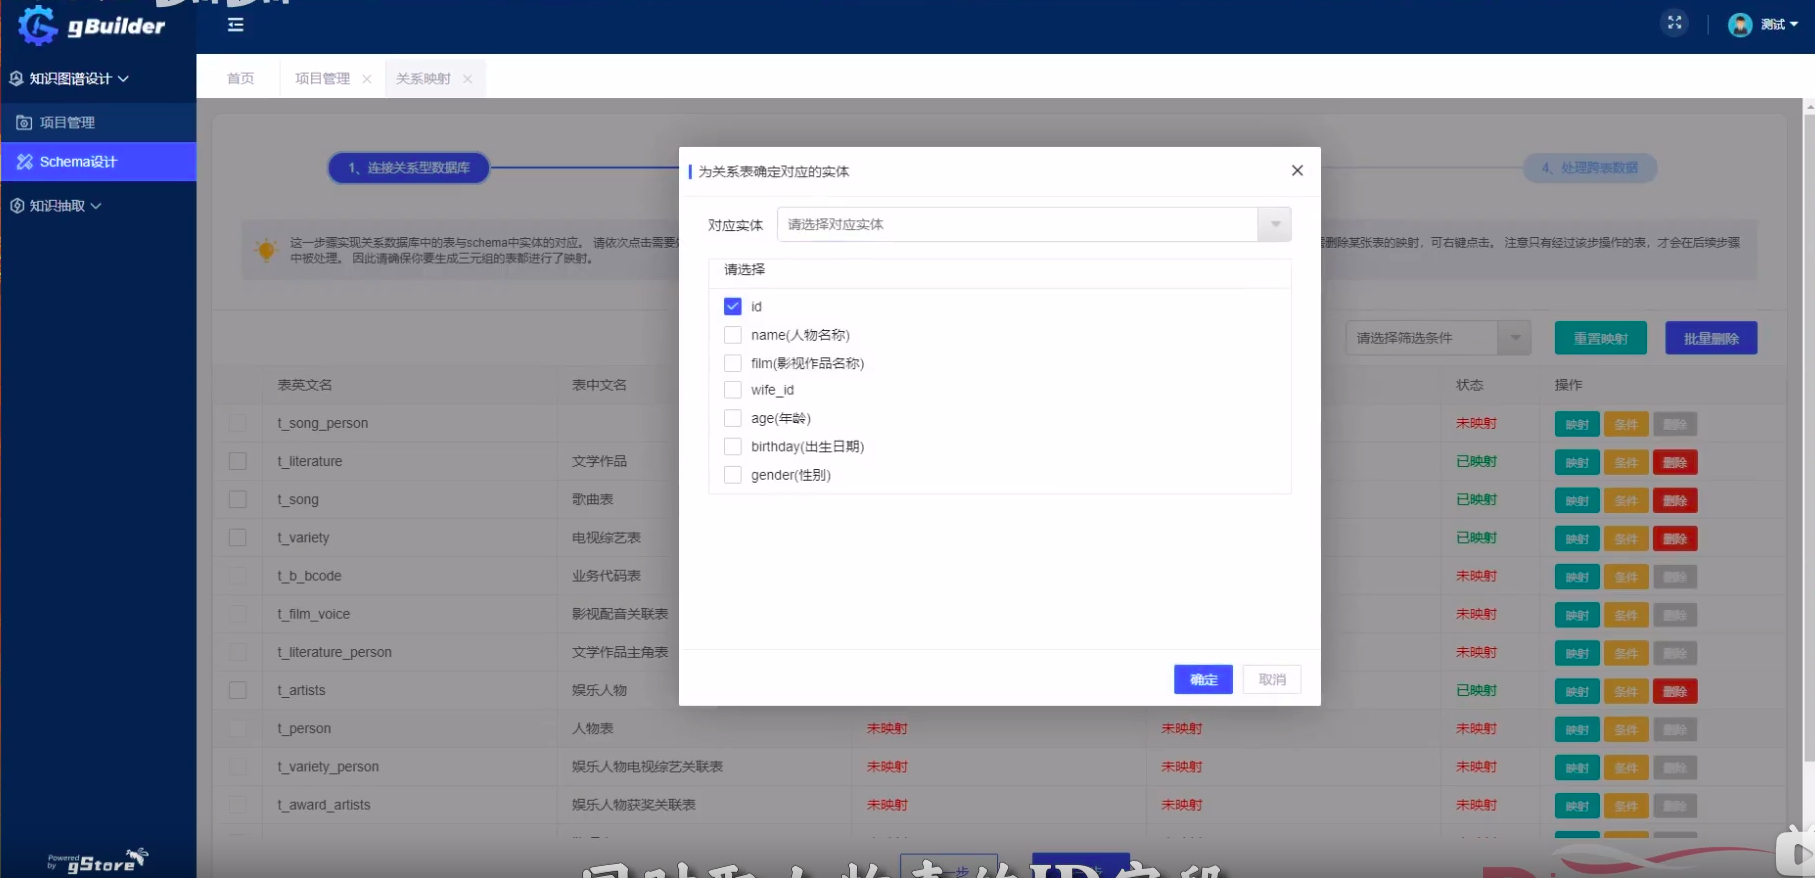 gBuilder
测试
知识图谱设计
首页
项目管理
关系映射
项目管理
Schema设计
知识抽取
1、连接关系型数据库
4、处理跨表数据
为关系表确定对应的实体
对应实体
请选择对应实体
这一步骤实现关系数据库中的表与schema中实体的对应。 请依次点击需要
删除某张表的映射，可右键点击。 注意只有经过该步操作的表，才会在后续步骤
中被处理。 因此请确保你要生成三元组的表都进行了映射。
请选择
id
name(人物名称)
film(影视作品名称)
wife_id
age(年龄)
birthday(出生日期)
gender(性别)
确定
取消
请选择筛选条件
重置映射
批量删除
表英文名 表中文名 状态 操作
t_song_person 未映射 映射 条件 删除
t_literature 文学作品 已映射 映射 条件 删除
t_song 歌曲表 已映射 映射 条件 删除
t_variety 电视综艺表 已映射 映射 条件 删除
t_b_bcode 业务代码表 未映射 映射 条件 删除
t_film_voice 影视配音关联表 未映射 映射 条件 删除
t_literature_person 文学作品主角表 未映射 映射 条件 删除
t_artists 娱乐人物 已映射 映射 条件 删除
t_person 人物表 未映射 未映射 未映射 映射 条件 删除
t_variety_person 娱乐人物电视综艺关联表 未映射 未映射 未映射 映射 条件 删除
t_award_artists 娱乐人物获奖关联表 未映射 未映射 未映射 映射 条件 删除
Powered by gStore